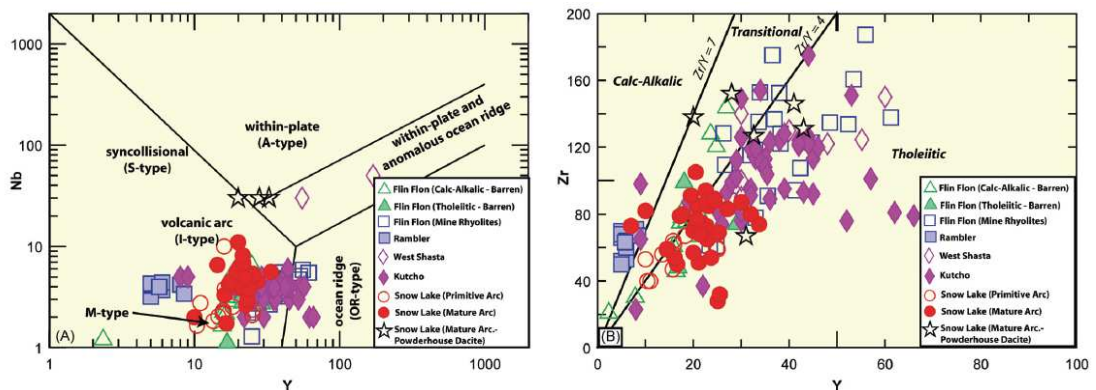 1000
100
10
1
Nb
1
10
100
1000
Y
(A)
syncollisional
(S-type)
within-plate
(A-type)
within-plate and
anomalous ocean ridge
volcanic arc
(I-type)
M-type
ocean ridge
(OR-type)
Flin Flon (Calc-Alkalic - Barren)
Flin Flon (Tholeiitic - Barren)
Flin Flon (Mine Rhyolites)
Rambler
West Shasta
Kutcho
Snow Lake (Primitive Arc)
Snow Lake (Mature Arc)
Snow Lake (Mature Arc.-
Powderhouse Dacite)
200
160
120
80
40
0
Zr
0
20
40
60
80
100
Y
(B)
Calc-Alkalic
Transitional
Tholeiitic
Zr/Y = 7
Zr/Y = 4
Flin Flon (Calc-Alkalic - Barren)
Flin Flon (Tholeiitic - Barren)
Flin Flon (Mine Rhyolites)
Rambler
West Shasta
Kutcho
Snow Lake (Primitive Arc)
Snow Lake (Mature Arc)
Snow Lake (Mature Arc.-
Powderhouse Dacite)